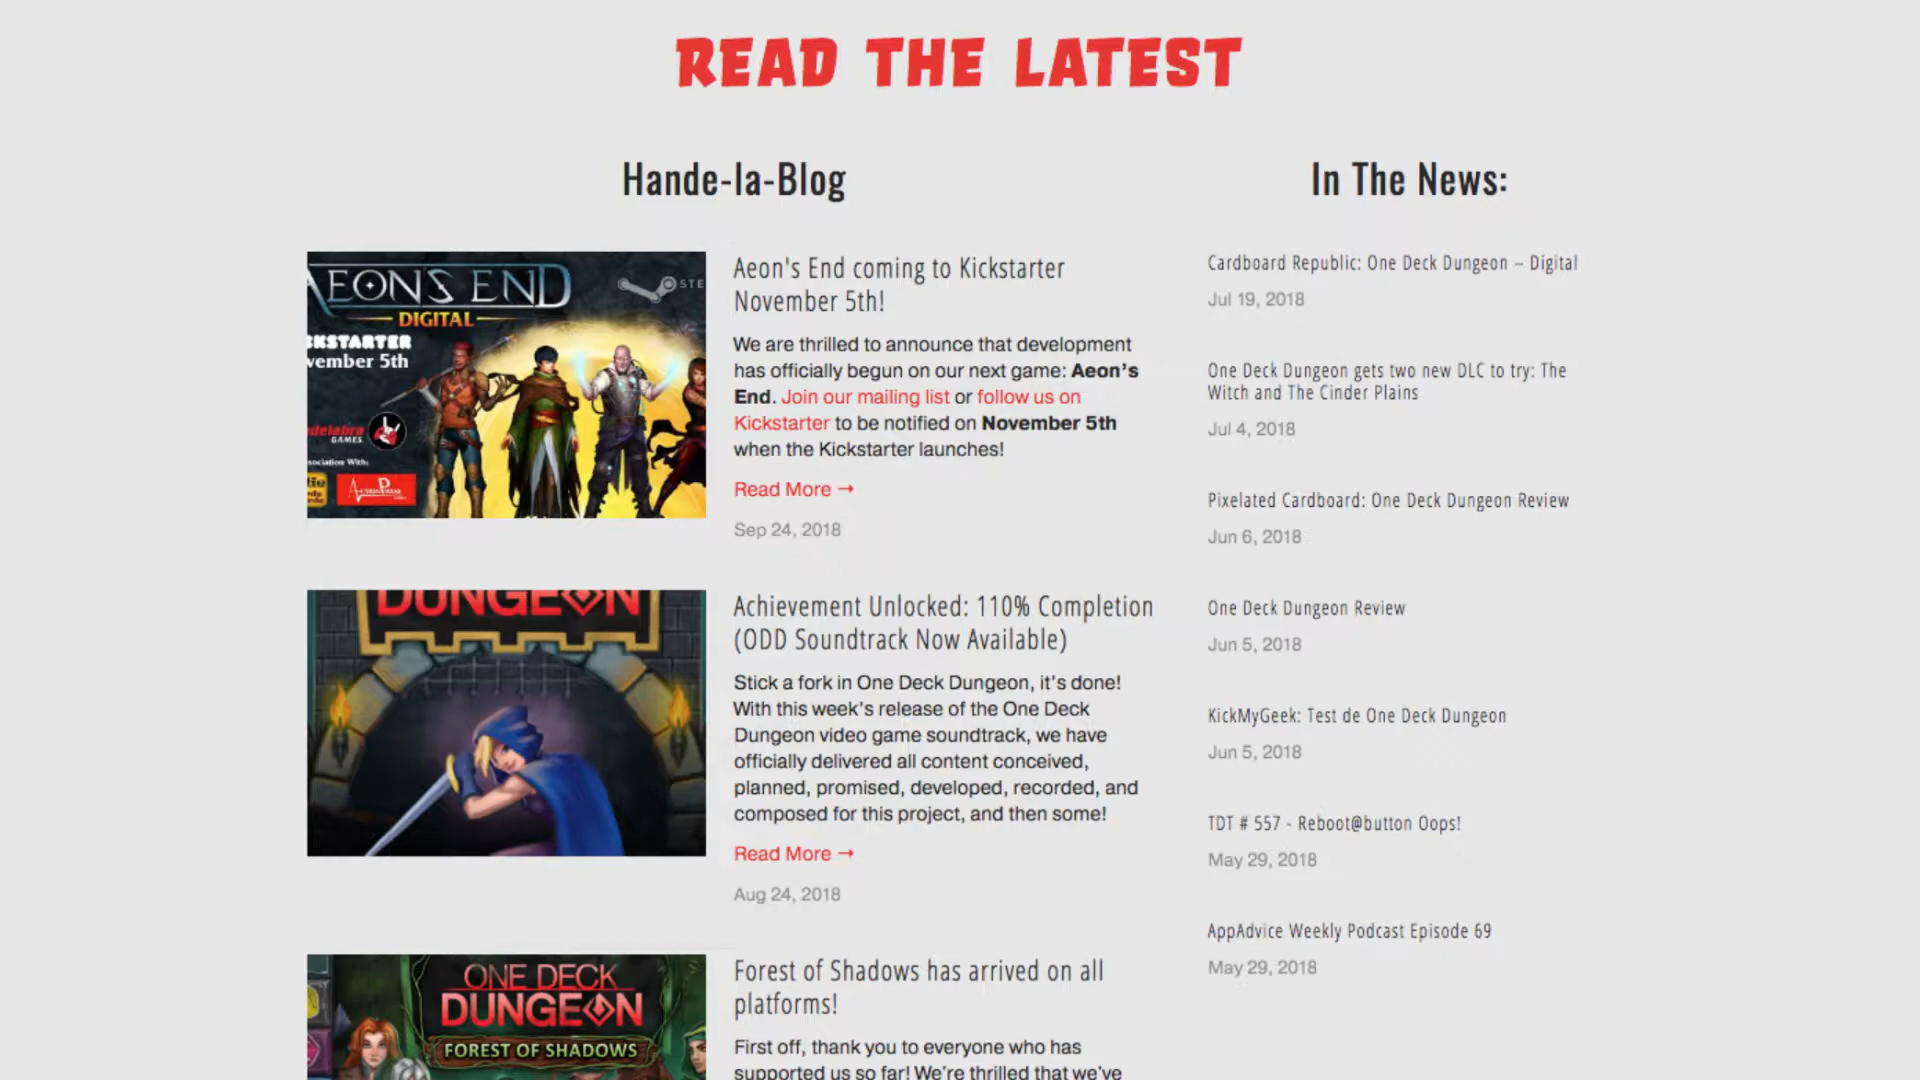 READ THE LATEST
Hande-la-Blog
AEON'S END
STE
DIGITAL
CKSTARTER
vember 5th
delabra
GAMES
sociation With:
Aeon's End coming to Kickstarter
November 5th!
We are thrilled to announce that development
has officially begun on our next game: Aeon’s
End. Join our mailing list or follow us on
Kickstarter to be notified on November 5th
when the Kickstarter launches!
Read More →
Sep 24, 2018
DUNGEON
Achievement Unlocked: 110% Completion
(ODD Soundtrack Now Available)
Stick a fork in One Deck Dungeon, it’s done!
With this week’s release of the One Deck
Dungeon video game soundtrack, we have
officially delivered all content conceived,
planned, promised, developed, recorded, and
composed for this project, and then some!
Read More →
Aug 24, 2018
ONE DECK
DUNGEON
FOREST OF SHADOWS
Forest of Shadows has arrived on all
platforms!
First off, thank you to everyone who has
supported us so far! We’re thrilled that we’ve
In The News:
Cardboard Republic: One Deck Dungeon – Digital
Jul 19, 2018
One Deck Dungeon gets two new DLC to try: The
Witch and The Cinder Plains
Jul 4, 2018
Pixelated Cardboard: One Deck Dungeon Review
Jun 6, 2018
One Deck Dungeon Review
Jun 5, 2018
KickMyGeek: Test de One Deck Dungeon
Jun 5, 2018
TDT # 557 - Reboot@button Oops!
May 29, 2018
AppAdvice Weekly Podcast Episode 69
May 29, 2018